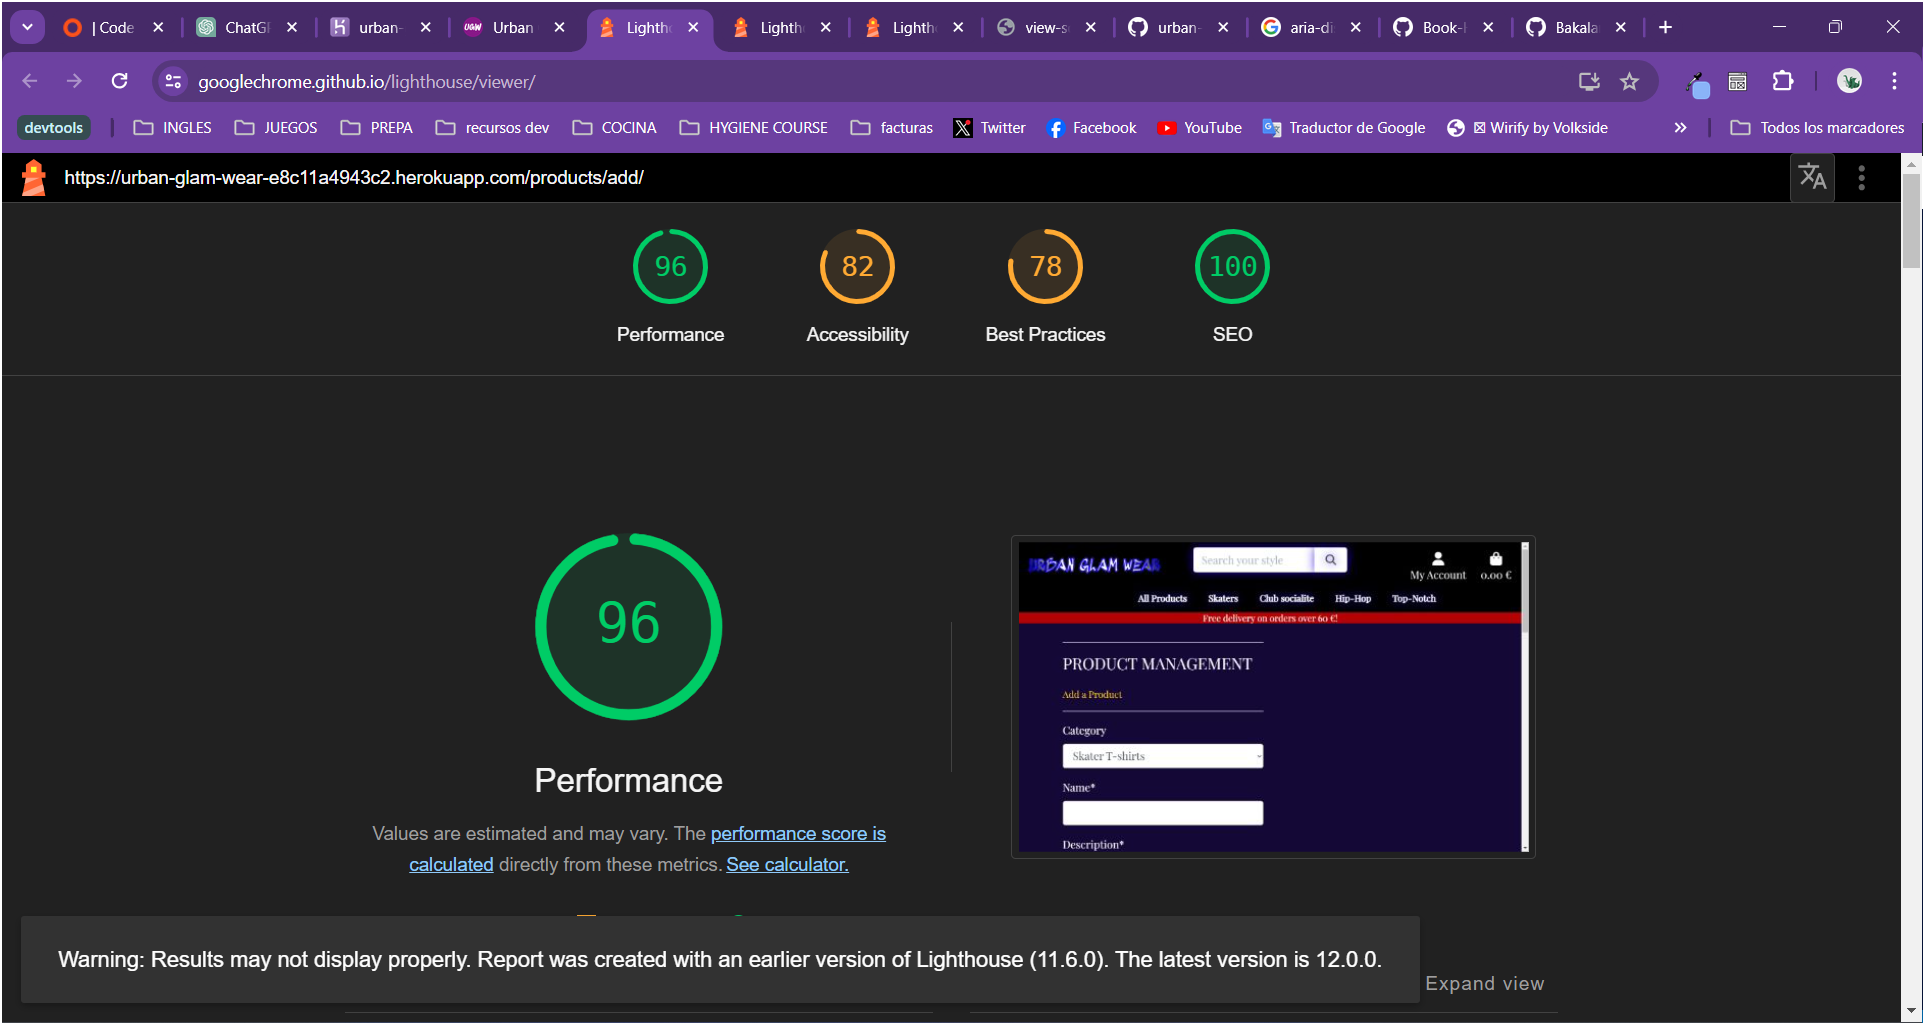 | Code
ChatGP
urban-
UGW
Urban
Lighth
Lighth
Lighth
view-s
urban-
aria-di
Book-
Bakala
googlechrome.github.io/lighthouse/viewer/
devtools
INGLES
JUEGOS
PREPA
recursos dev
COCINA
HYGIENE COURSE
facturas
Twitter
Facebook
YouTube
Traductor de Google
Wirify by Volkside
Todos los marcadores
https://urban-glam-wear-e8c11a4943c2.herokuapp.com/products/add/
96
82
78
100
Performance
Accessibility
Best Practices
SEO
96
Performance
Values are estimated and may vary. The performance score is
calculated directly from these metrics. See calculator.
URBAN GLAM WEAR
Search your style
My Account
0.00 €
All Products
Skaters
Club socialite
Hip-Hop
Top-Notch
Free delivery on orders over 60 €!
PRODUCT MANAGEMENT
Add a Product
Category
Skater T-shirts
Name*
Description*
Warning: Results may not display properly. Report was created with an earlier version of Lighthouse (11.6.0). The latest version is 12.0.0.
Expand view